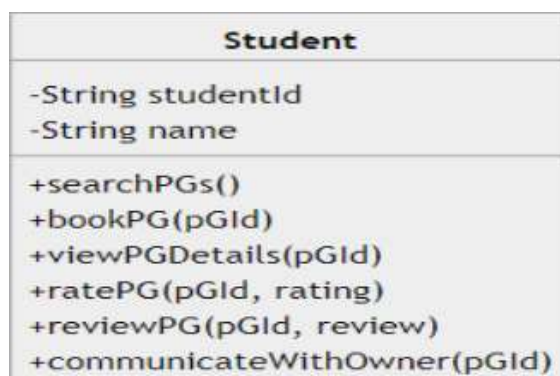 Student
-String studentId
-String name
+searchPGs()
+bookPG(pGId)
+viewPGDetails(pGId)
+ratePG(pGId, rating)
+reviewPG(pGId, review)
+communicateWithOwner(pGId)